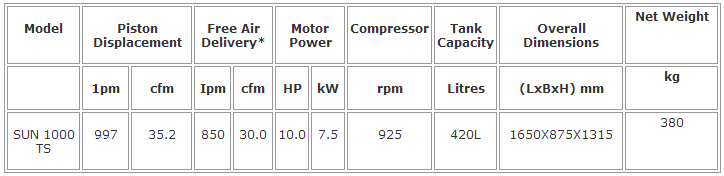 Model Piston Displacement Free Air Delivery* Motor Power Compressor Tank Capacity Overall Dimensions Net Weight
1pm cfm Ipm cfm HP kW rpm Litres (LxBxH) mm kg
SUN 1000 TS 997 35.2 850 30.0 10.0 7.5 925 420L 1650X875X1315 380